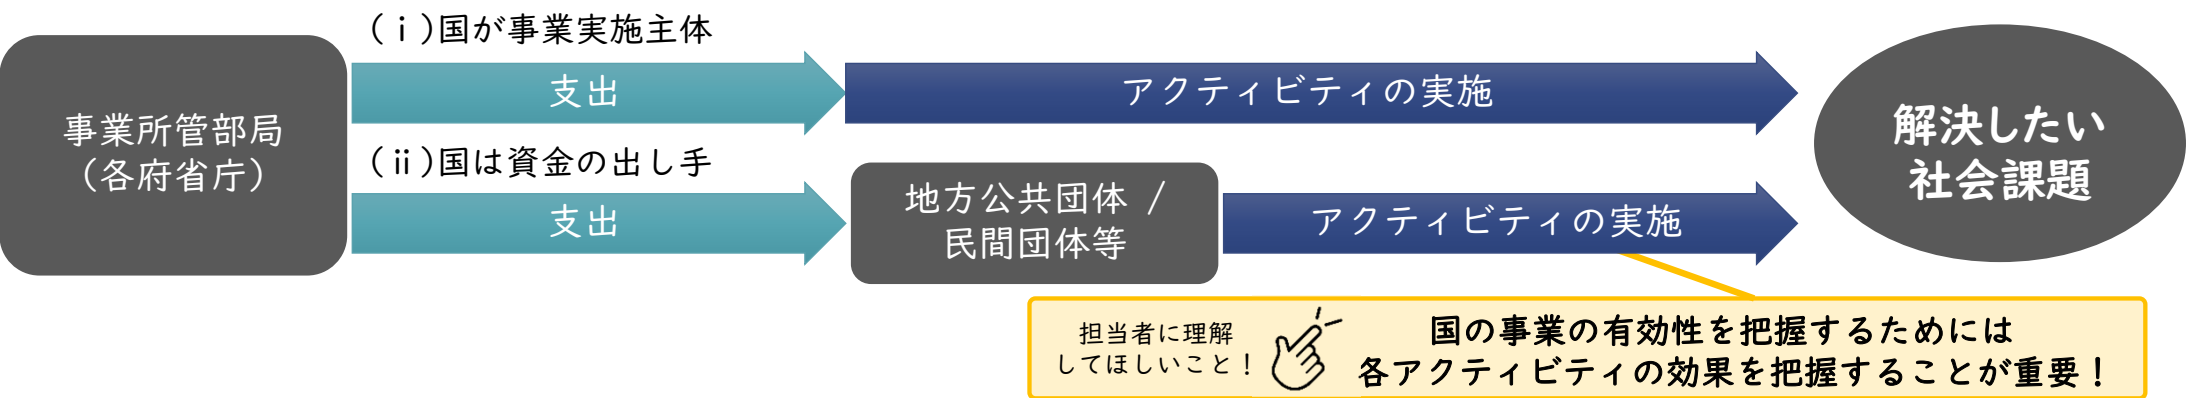 (ⅰ)国が事業実施主体
支出
アクティビティの実施
事業所管部局
(各府省庁)
解決したい
社会課題
(ⅱ)国は資金の出し手
支出
地方公共団体 /
民間団体等
アクティビティの実施
担当者に理解
してほしいこと！
国の事業の有効性を把握するためには
各アクティビティの効果を把握することが重要！